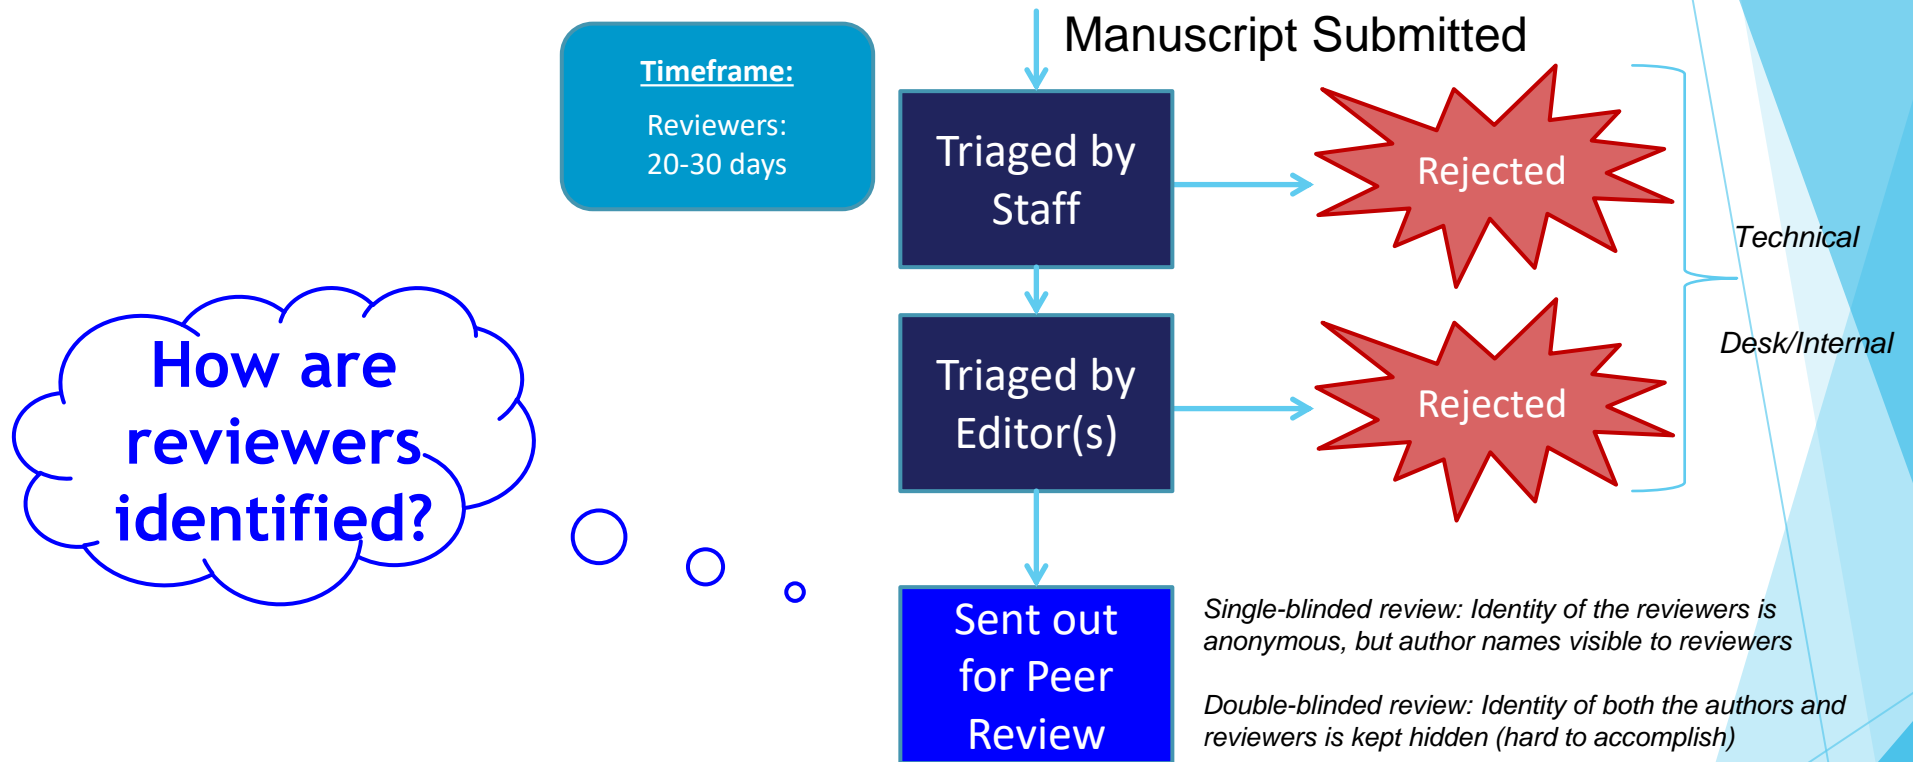 Manuscript Submitted
Timeframe:
Reviewers:
20-30 days
Triaged by
Staff
Rejected
Technical
Desk/Internal
How are
reviewers
identified?
Triaged by
Editor(s)
Rejected
Sent out
for Peer
Review
Single-blinded review: Identity of the reviewers is
anonymous, but author names visible to reviewers
Double-blinded review: Identity of both the authors and
reviewers is kept hidden (hard to accomplish)